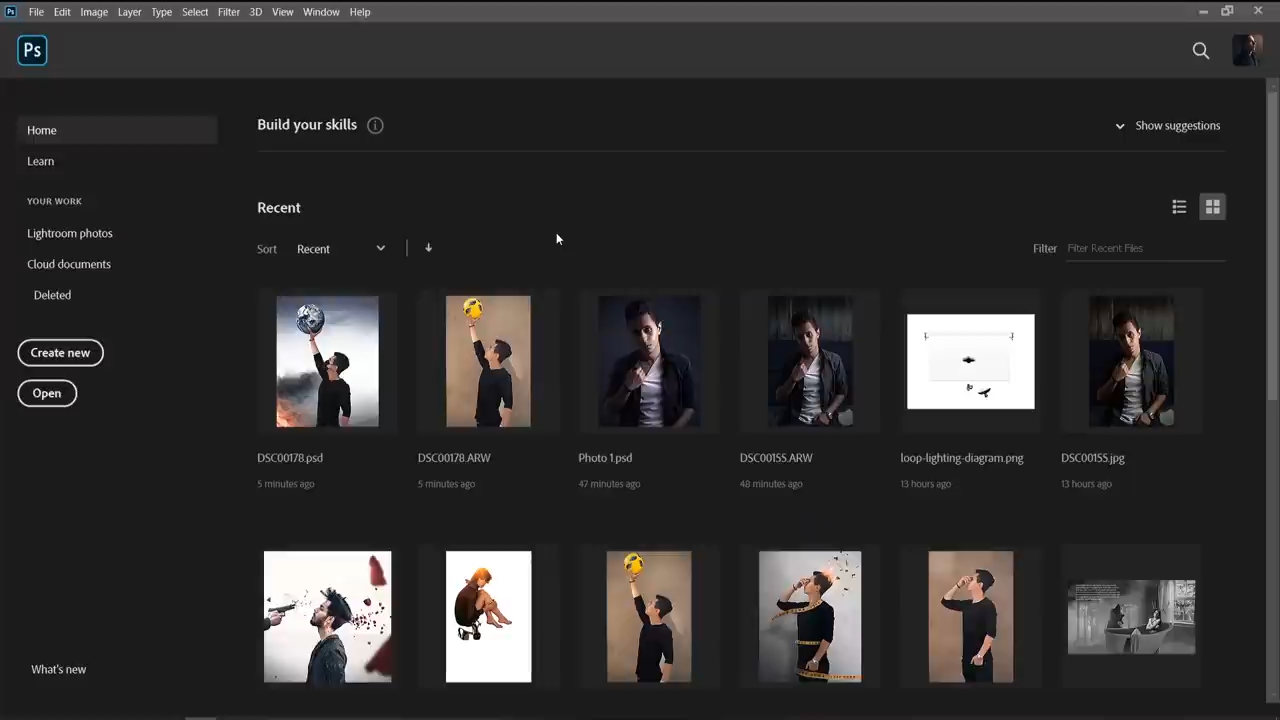 Ps File Edit Image Layer Type Select Filter 3D View Window Help
Ps
Home
Learn
YOUR WORK
Lightroom photos
Cloud documents
Deleted
Create new
Open
What's new
Build your skills
Show suggestions
Recent
Sort Recent Filter Filter Recent Files
DSC00178.psd DSC00178.ARW Photo 1.psd DSC00155.ARW loop-lighting-diagram.png DSC00155.jpg
5 minutes ago 5 minutes ago 47 minutes ago 48 minutes ago 13 hours ago 13 hours ago